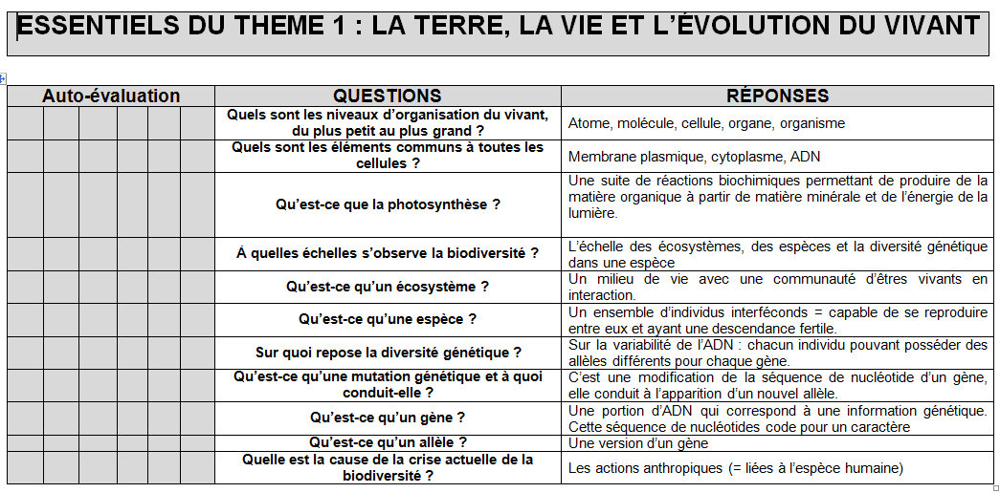 ESSENTIELS DU THEME 1 : LA TERRE, LA VIE ET L’ÉVOLUTION DU VIVANT
Auto-évaluation QUESTIONS RÉPONSES
Quels sont les niveaux d’organisation du vivant,
du plus petit au plus grand ?
Atome, molécule, cellule, organe, organisme
Quels sont les éléments communs à toutes les
cellules ?
Membrane plasmique, cytoplasme, ADN
Qu’est-ce que la photosynthèse ?
Une suite de réactions biochimiques permettant de produire de la
matière organique à partir de matière minérale et de l’énergie de la
lumière.
À quelles échelles s’observe la biodiversité ?
L’échelle des écosystèmes, des espèces et la diversité génétique
dans une espèce
Qu’est-ce qu’un écosystème ?
Un milieu de vie avec une communauté d’êtres vivants en
interaction.
Qu’est-ce qu’une espèce ?
Un ensemble d’individus interféconds = capable de se reproduire
entre eux et ayant une descendance fertile.
Sur quoi repose la diversité génétique ?
Sur la variabilité de l’ADN : chacun individu pouvant posséder des
allèles différents pour chaque gène.
Qu’est-ce qu’une mutation génétique et à quoi
conduit-elle ?
C’est une modification de la séquence de nucléotide d’un gène,
elle conduit à l’apparition d’un nouvel allèle.
Qu’est-ce qu’un gène ?
Une portion d’ADN qui correspond à une information génétique.
Cette séquence de nucléotides code pour un caractère
Qu’est-ce qu’un allèle ?
Une version d’un gène
Quelle est la cause de la crise actuelle de la
biodiversité ?
Les actions anthropiques (= liées à l’espèce humaine)